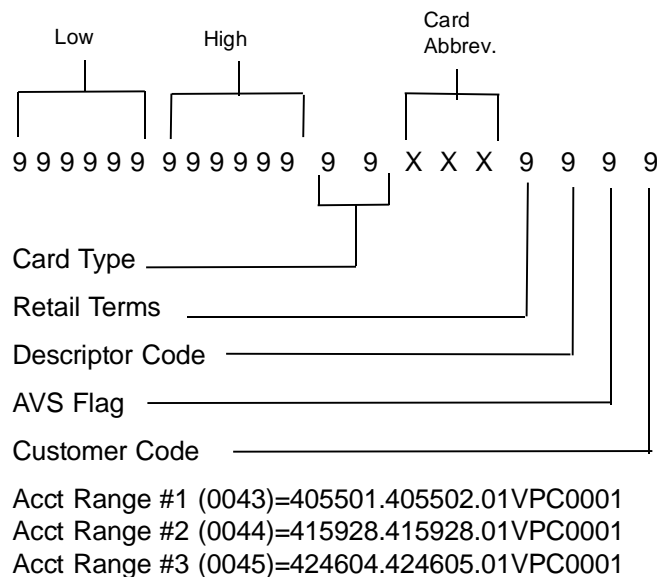 Low High Card
Abbrev.
9 9 9 9 9 9 9 9 9 9 9 9 9 9 X X X 9 9 9 9
Card Type
Retail Terms
Descriptor Code
AVS Flag
Customer Code
Acct Range #1 (0043)=405501.405502.01VPC0001
Acct Range #2 (0044)=415928.415928.01VPC0001
Acct Range #3 (0045)=424604.424605.01VPC0001